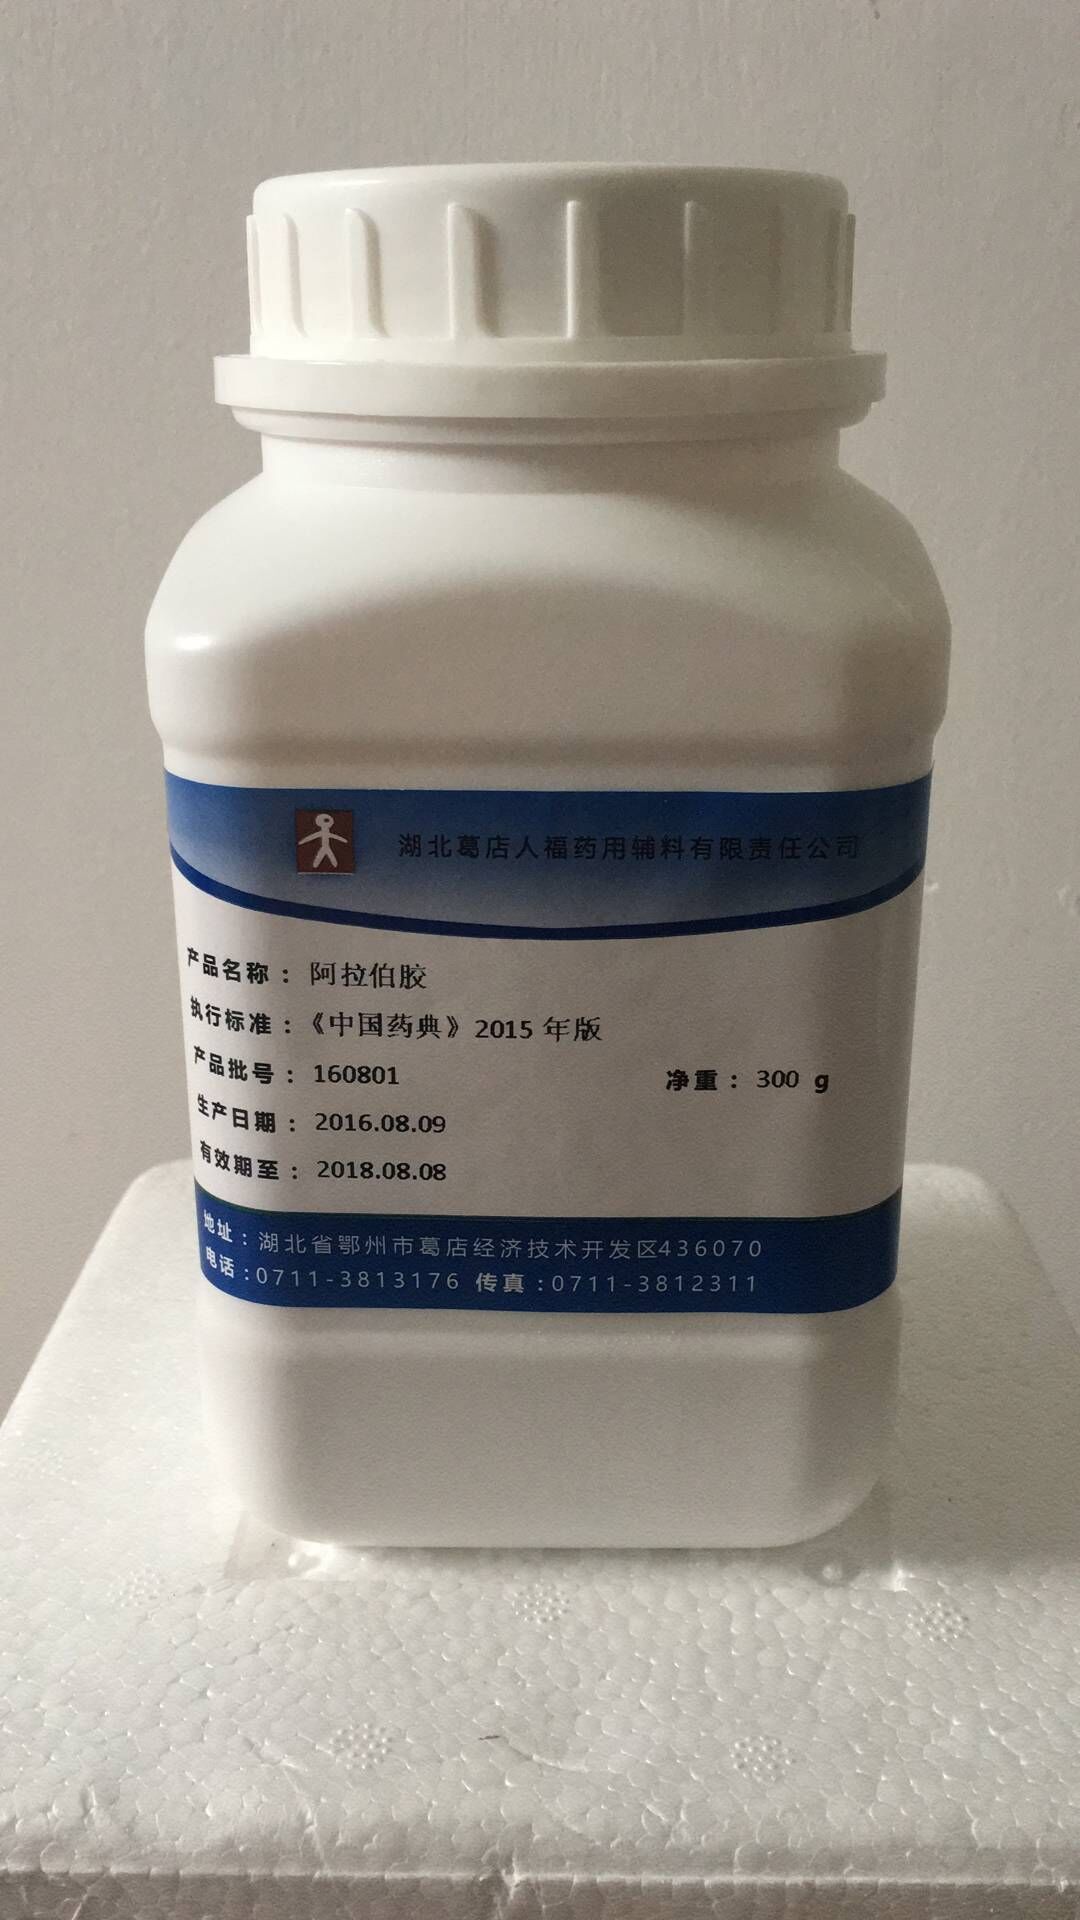 湖北葛店人福药用辅料有限责任公司
产品名称：阿拉伯胶
执行标准：《中国药典》2015 年版
产品批号：160801 净重：300 g
生产日期：2016.08.09
有效期至：2018.08.08
地址:湖北省鄂州市葛店经济技术开发区436070
电话:0711-3813176 传真:0711-3812311